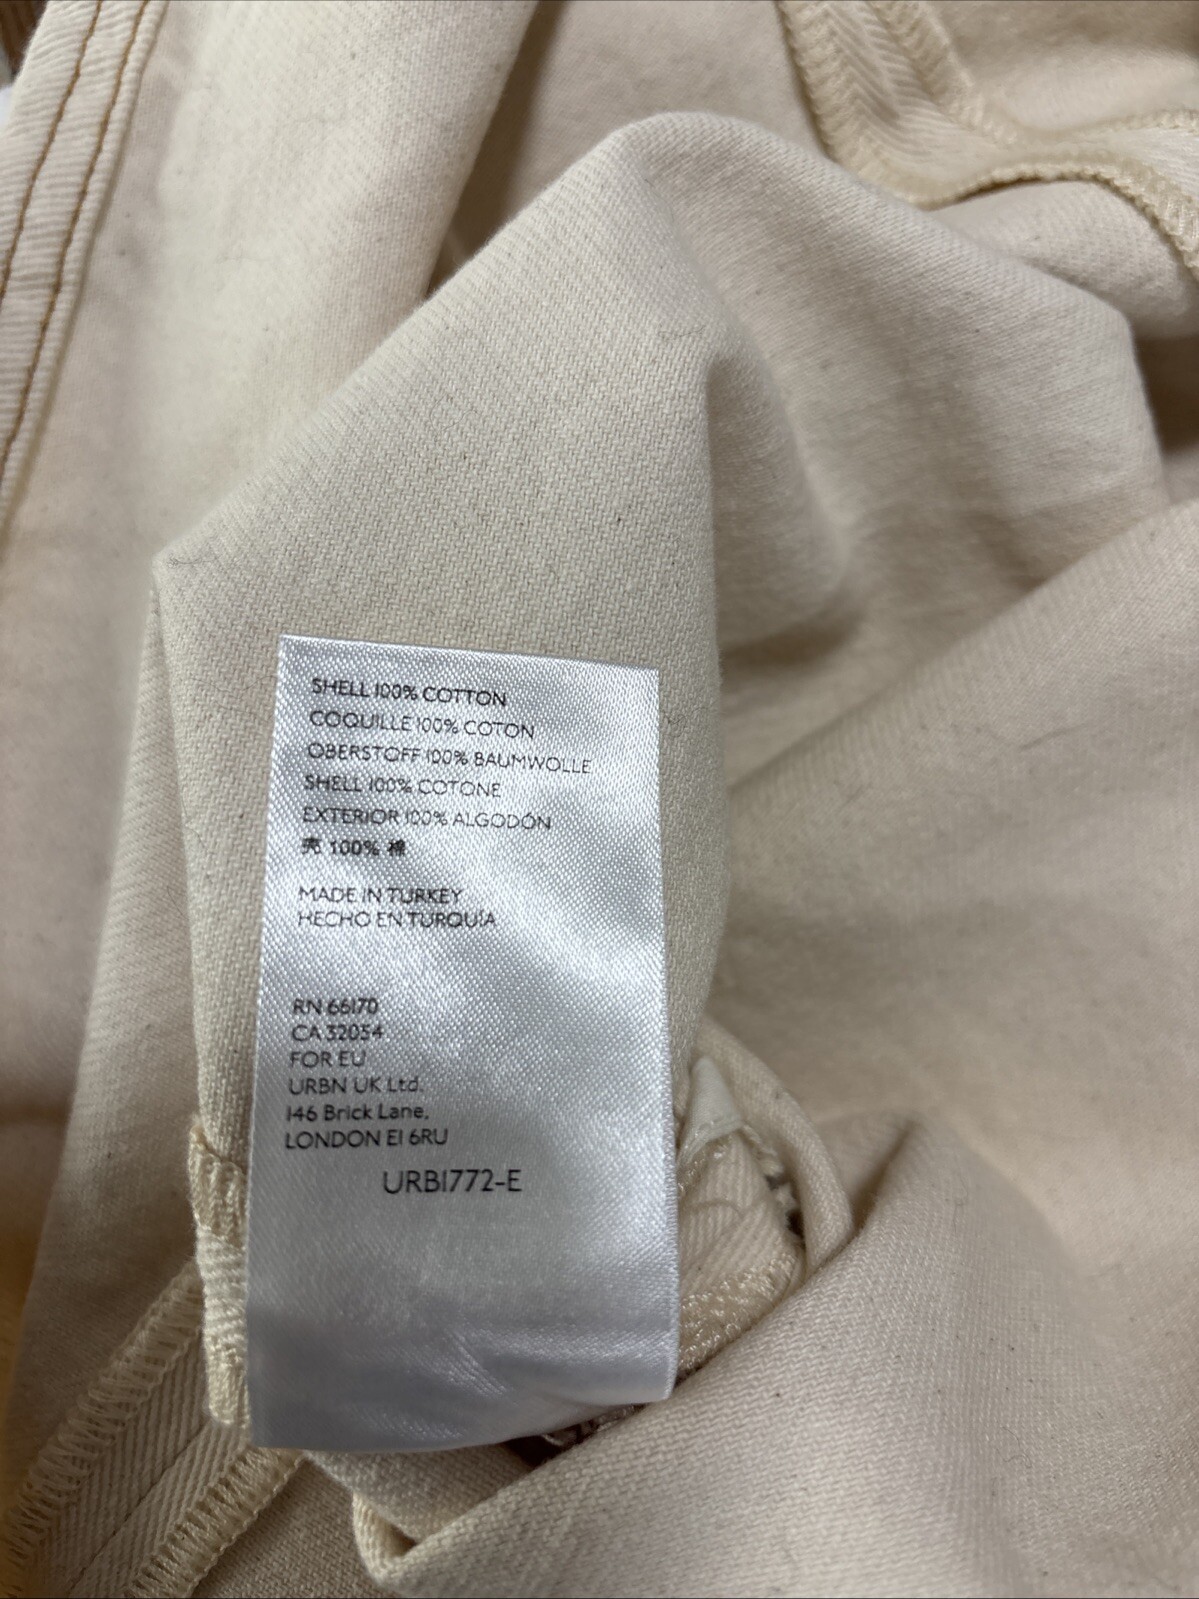 SHELL 100% COTTON
COQUILLE 100% COTON
OBERSTOFF 100% BAUMWOLLE
SHELL 100% COTONE
EXTERIOR 100% ALGODÓN
壳 100% 棉
MADE IN TURKEY
HECHO EN TURQUÍA
RN 66170
CA 32054
FOR EU
URBN UK Ltd.
146 Brick Lane,
LONDON E1 6RU
URB1772-E